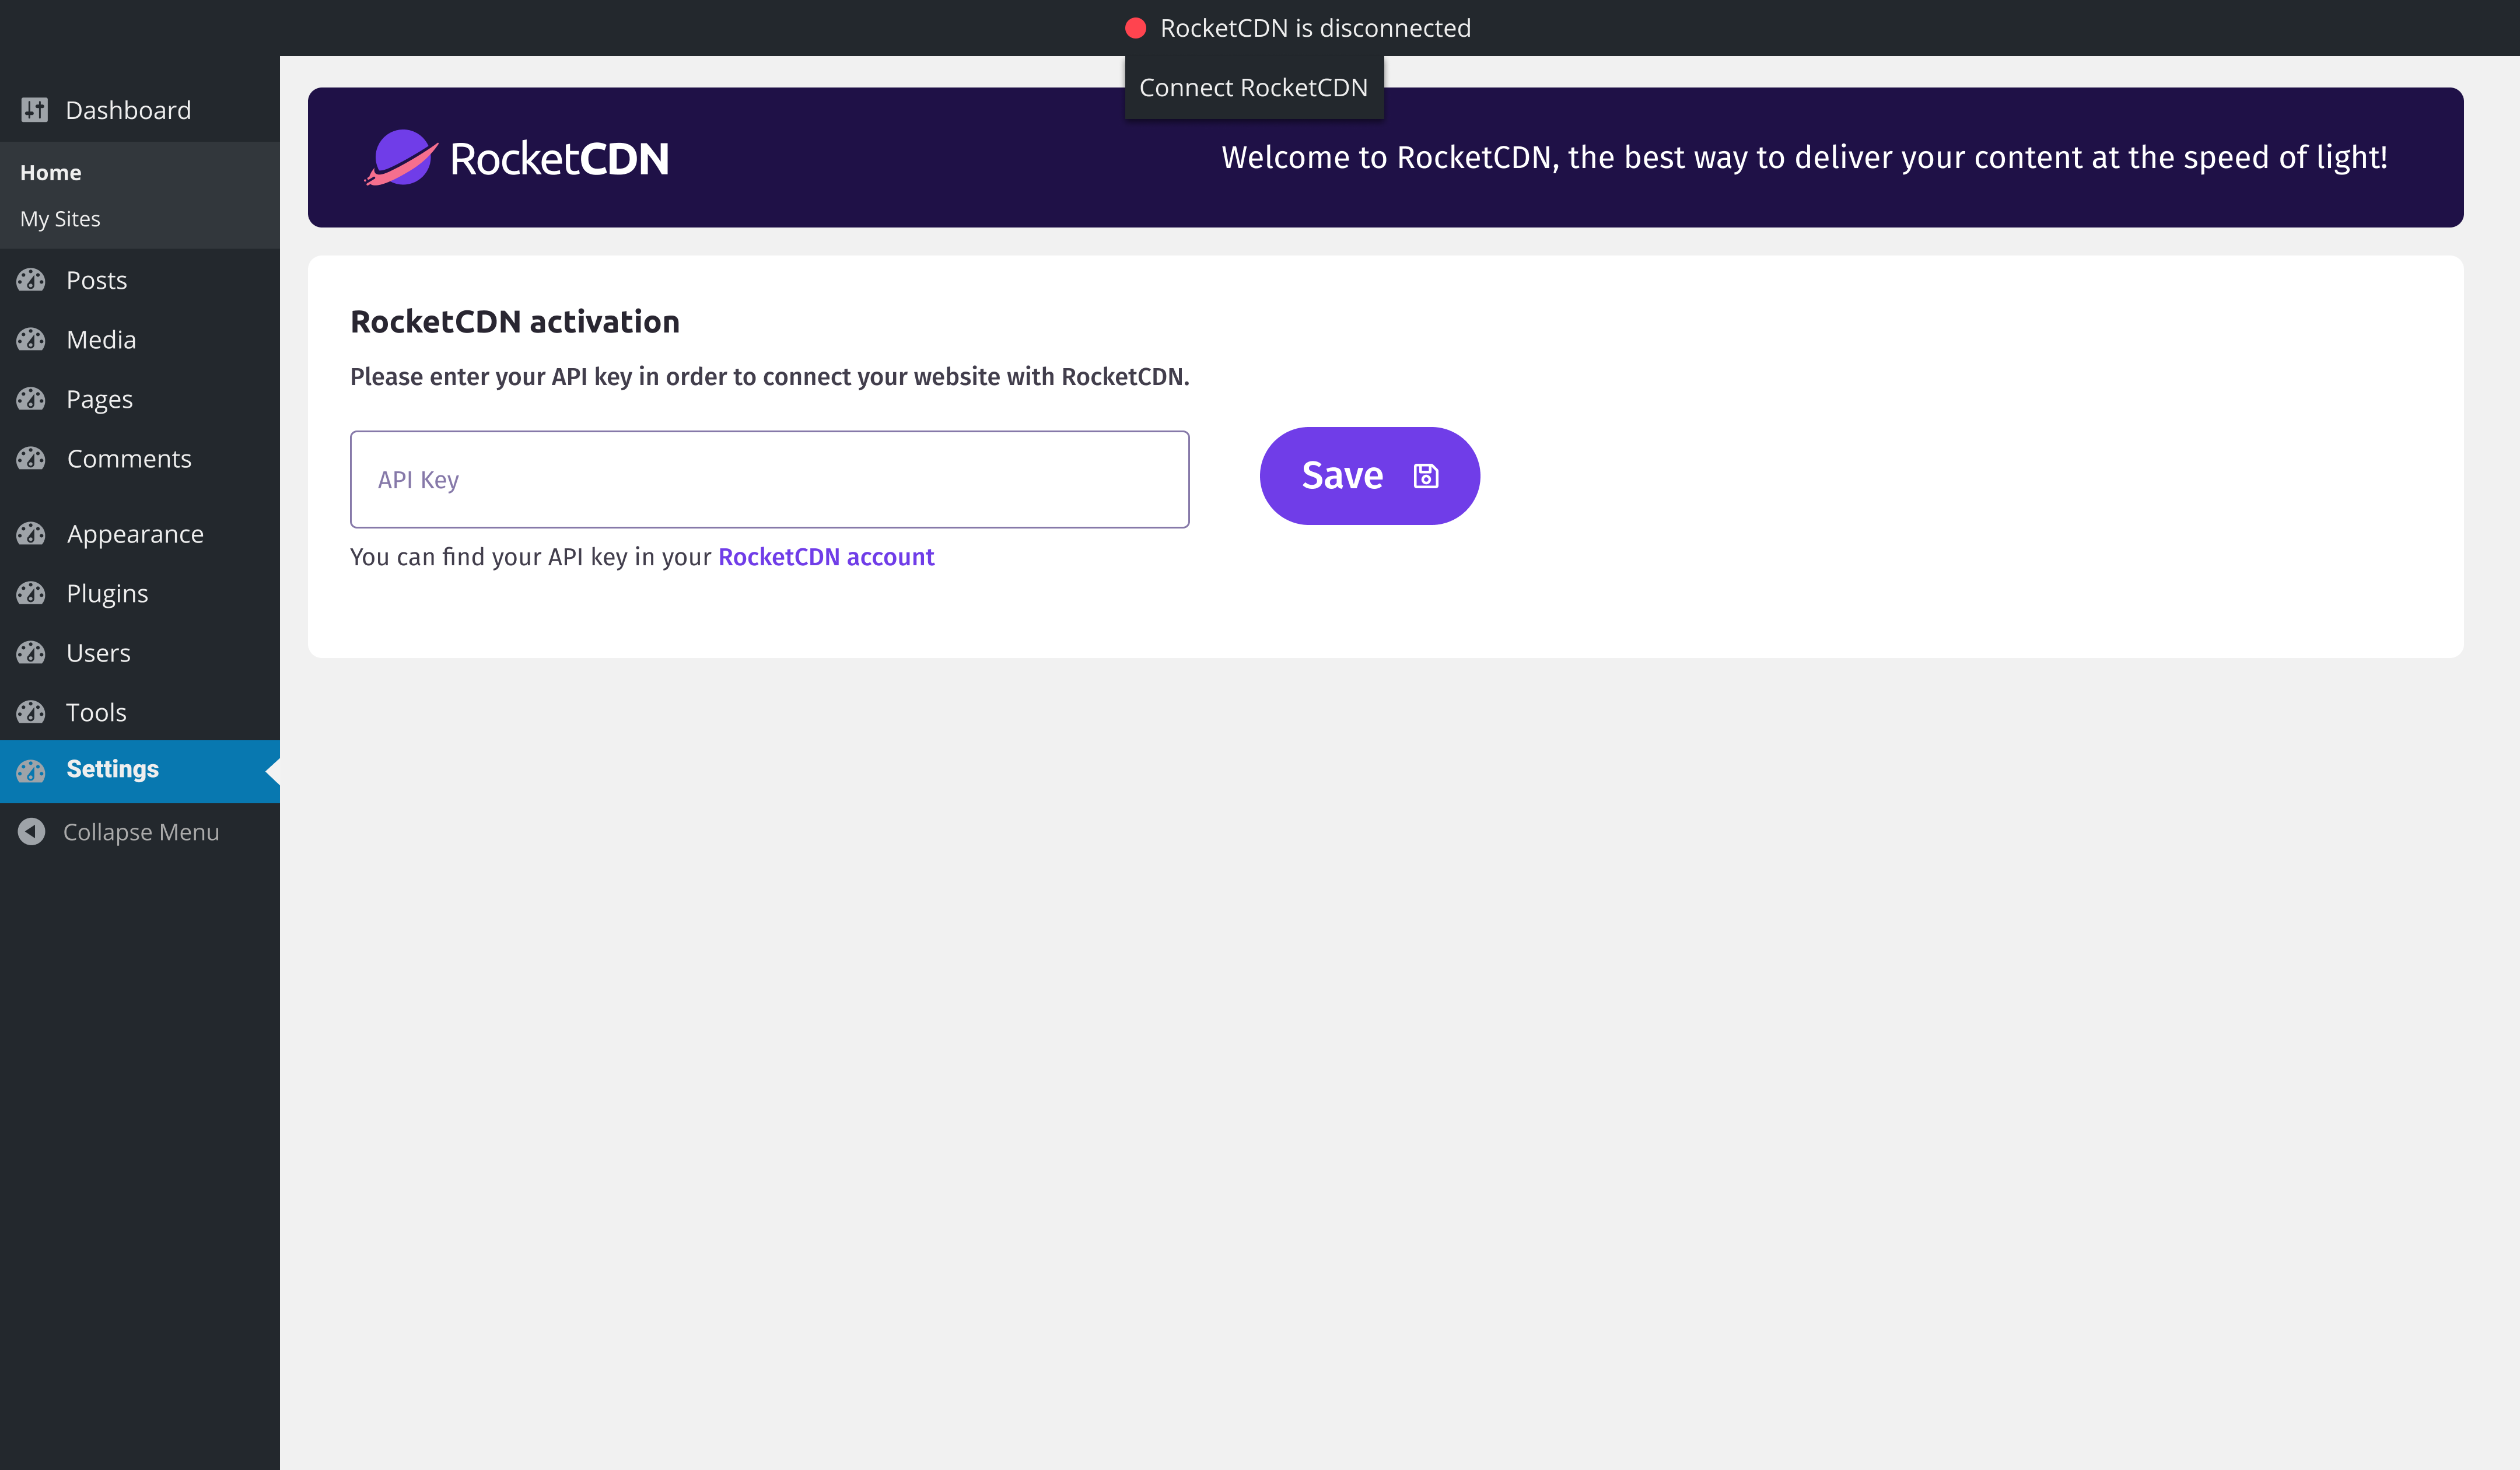 RocketCDN is disconnected
Connect RocketCDN
Dashboard
Home
My Sites
Posts
Media
Pages
Comments
Appearance
Plugins
Users
Tools
Settings
Collapse Menu
RocketCDN
Welcome to RocketCDN, the best way to deliver your content at the speed of light!
RocketCDN activation
Please enter your API key in order to connect your website with RocketCDN.
API Key
Save
You can find your API key in your RocketCDN account